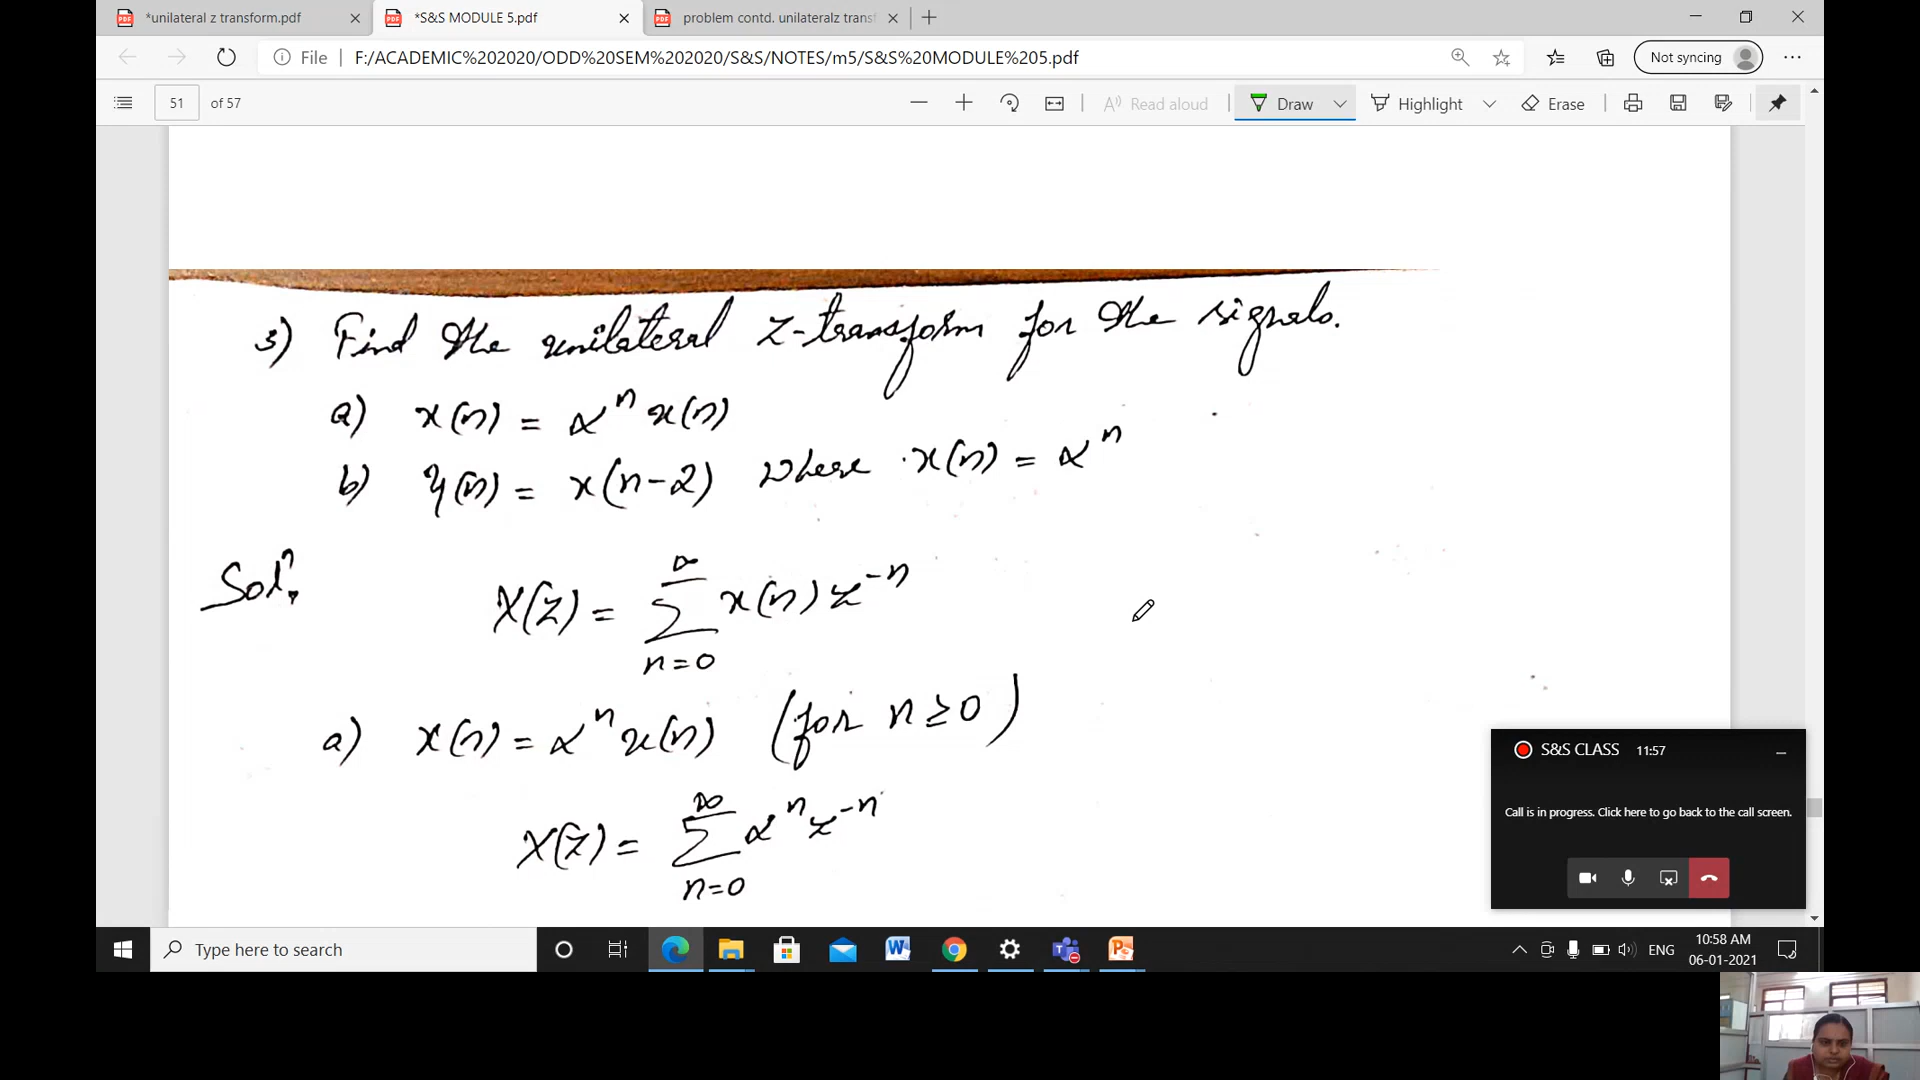 *unilateral z transform.pdf
*S&S MODULE 5.pdf
problem contd. unilateralz transf
File F:/ACADEMIC%202020/ODD%20SEM%202020/S&S/NOTES/m5/S&S%20MODULE%205.pdf
Not syncing
51 of 57
Read aloud
Draw
Highlight
Erase
3) Find the unilateral z-transform for the signals.
a) x(n) = α^n u(n)
b) y(n) = x(n-2) where x(n) = α^n
Sol?
X(z) = ∑_{n=0}^{∞} x(n) z^{-n}
a) x(n) = α^n u(n) (for n ≥ 0)
X(z) = ∑_{n=0}^{∞} α^n z^{-n}
S&S CLASS 11:57
Call is in progress. Click here to go back to the call screen.
Type here to search
ENG
10:58 AM
06-01-2021